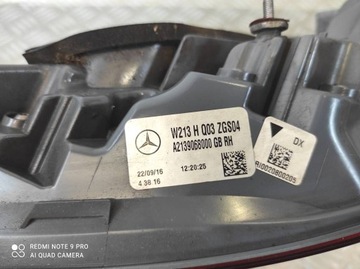 W213 H Q03 ZGS04
A2139068000 GB RH
22/09/16 12:20:25
4 38 16
DX
RI0020800205
REDMI NOTE 9 PRO
AI QUAD CAMERA